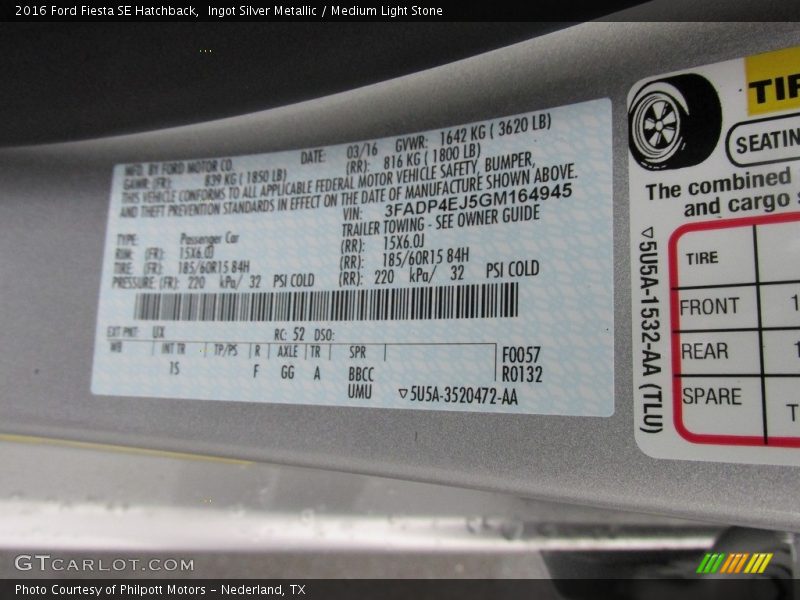 2016 Ford Fiesta SE Hatchback,  Ingot Silver Metallic / Medium Light Stone
MFD. BY FORD MOTOR CO. DATE: 03/16 GVWR: 1642 KG ( 3620 LB)
GAWR: (FR): 839 KG ( 1850 LB) (RR): 816 KG ( 1800 LB)
THIS VEHICLE CONFORMS TO ALL APPLICABLE FEDERAL MOTOR VEHICLE SAFETY, BUMPER,
AND THEFT PREVENTION STANDARDS IN EFFECT ON THE DATE OF MANUFACTURE SHOWN ABOVE.
VIN: 3FADP4EJ5GM164945
TYPE: Passenger Car TRAILER TOWING - SEE OWNER GUIDE
RIM: (FR): 15X6.0J (RR): 15X6.0J
TIRE: (FR): 185/60R15 84H (RR): 185/60R15 84H
PRESSURE: (FR): 220 kPa/ 32 PSI COLD (RR): 220 kPa/ 32 PSI COLD
EXT PNT: UX RC: 52 DSO:
WB INT TR TP/PS R AXLE TR SPR F0057
15 F GG A BBCC R0132
UMU ▽5U5A-3520472-AA
TIR
SEATIN
The combined
and cargo s
▽5U5A-1532-AA (TLU)
TIRE
FRONT 1
REAR 1
SPARE T
GTCARLOT.COM
Photo Courtesy of Philpott Motors - Nederland, TX